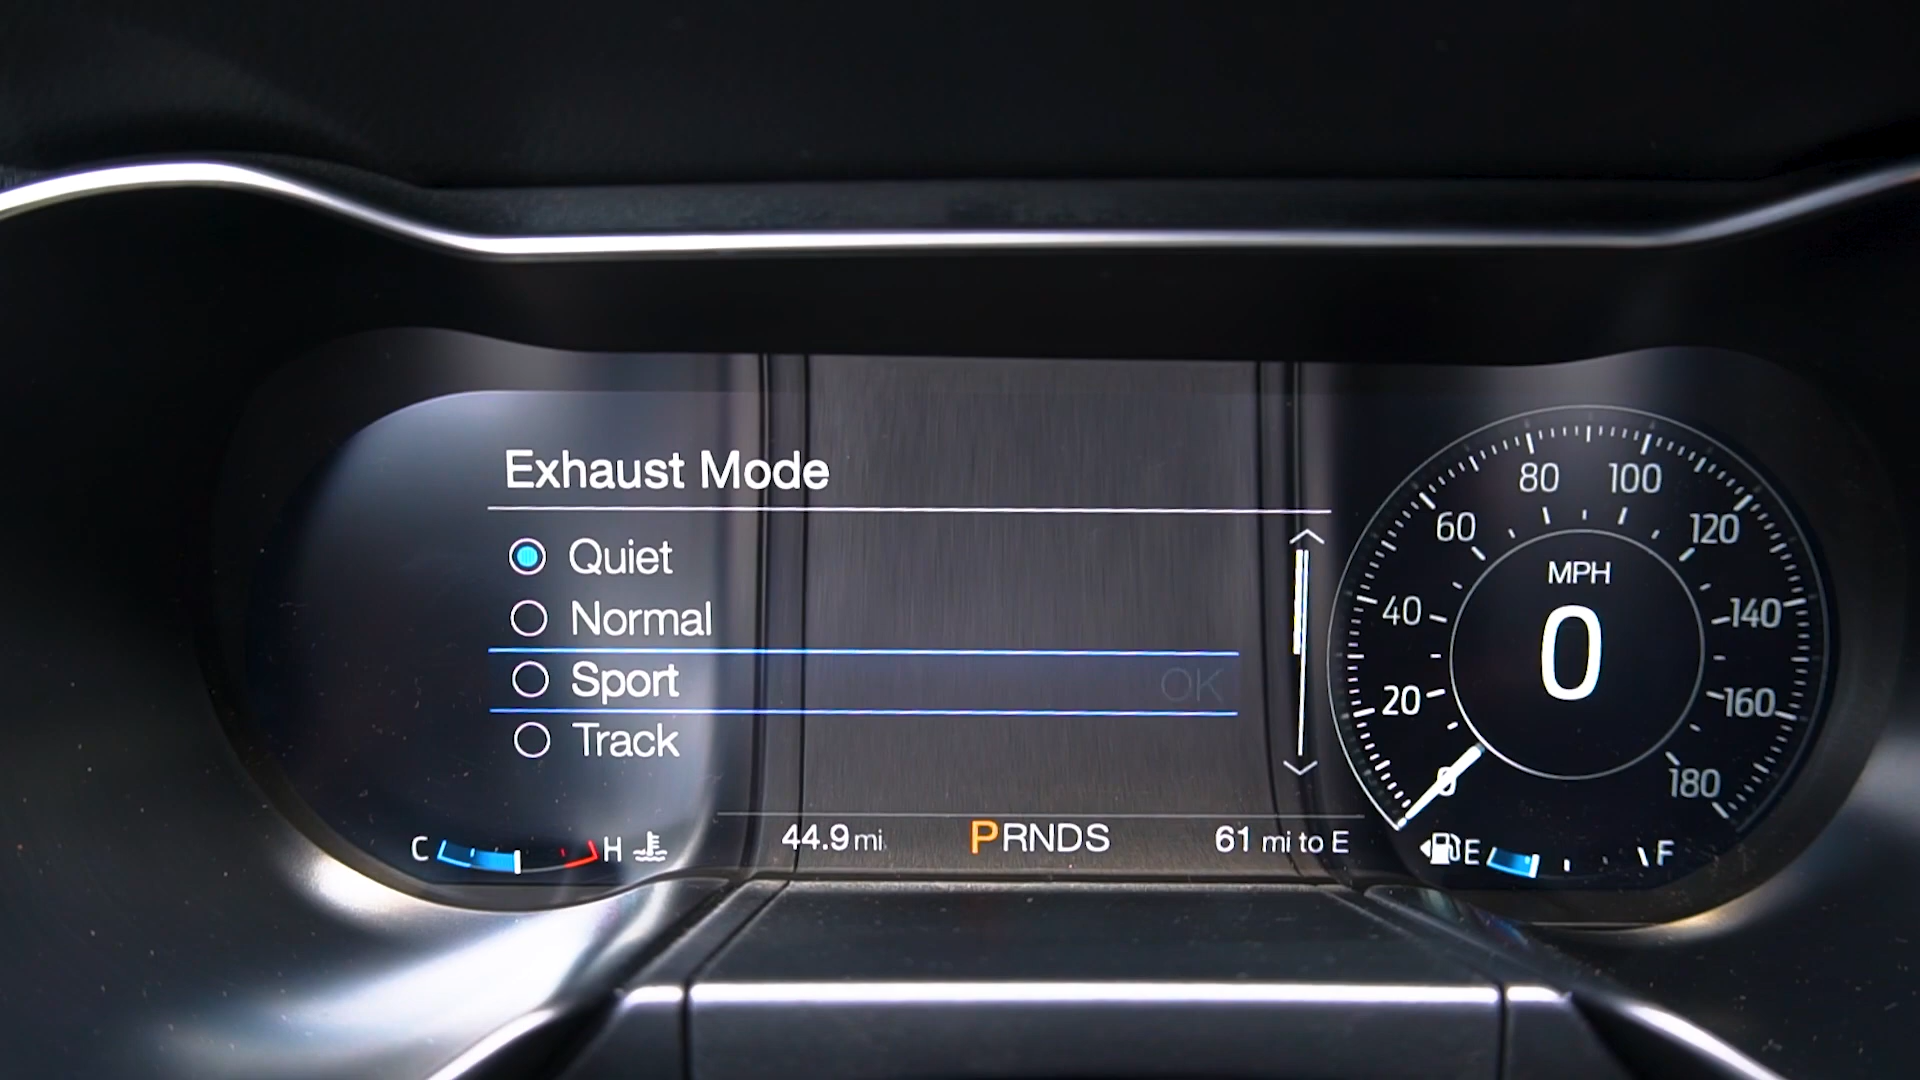 Exhaust Mode
Quiet
Normal
Sport OK
Track
C H
44.9 mi
PRNDS
61 mi to E
0
20
40
60
80
100
120
140
160
180
MPH
0
E F